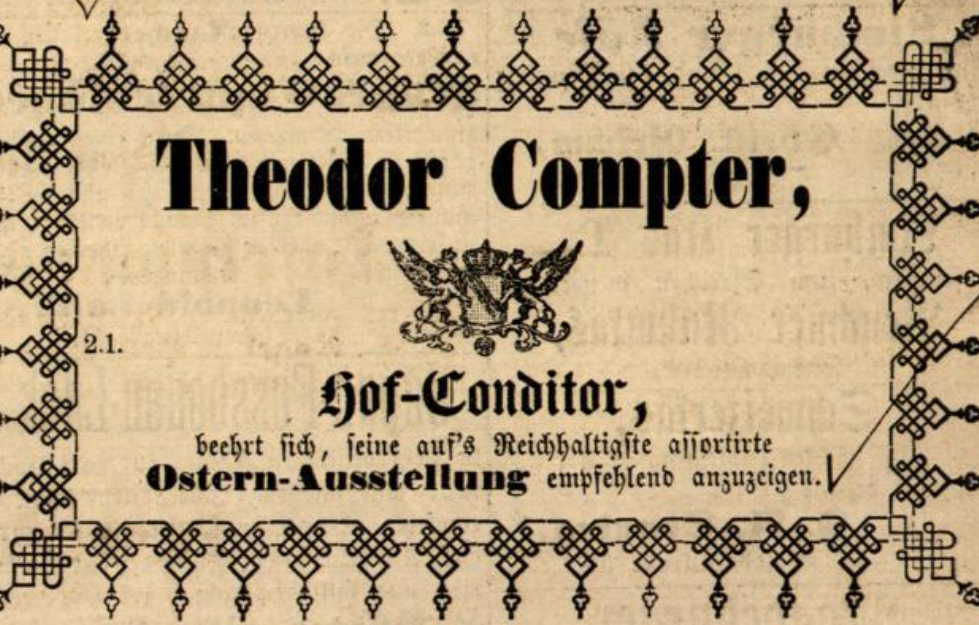 Theodor Compter,
2.1.
Hof-Conditor,
beehrt sich, seine auf's Reichhaltigste assortirte
Ostern-Ausstellung empfehlend anzuzeigen.